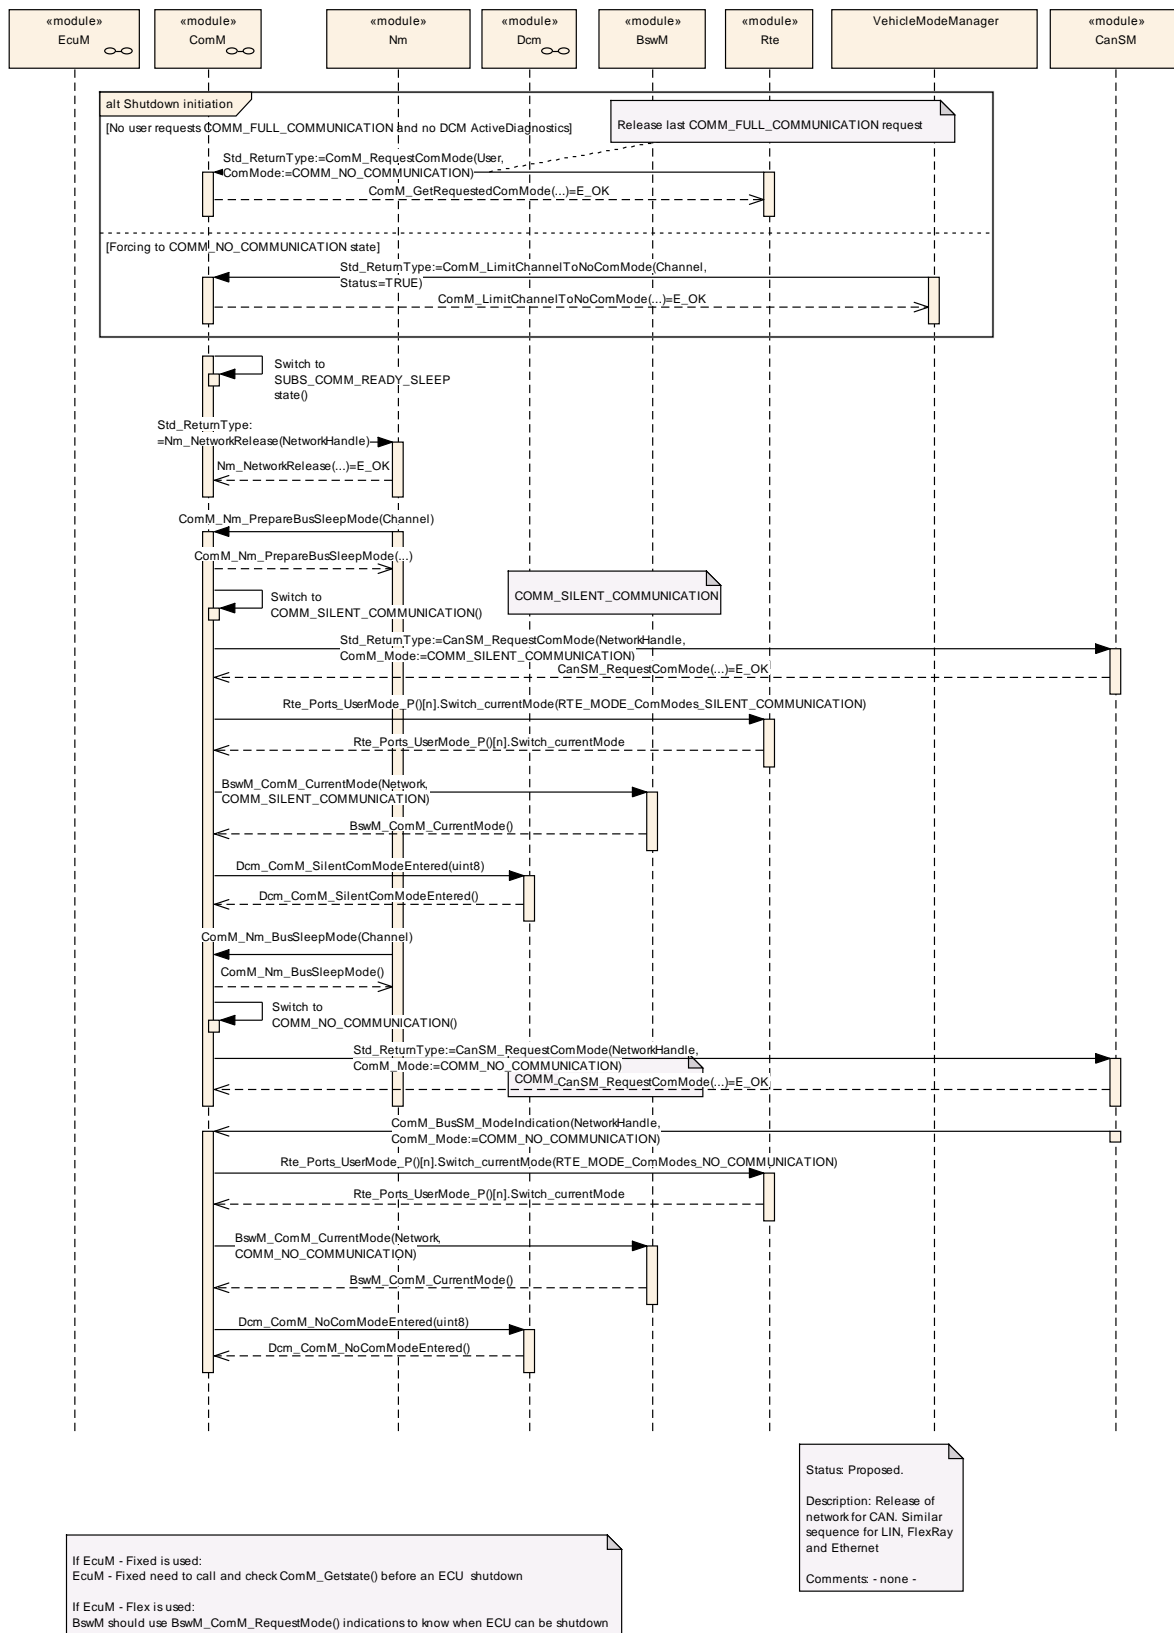 «module»
EcuM
«module»
ComM
«module»
Nm
«module»
Dcm
«module»
BswM
«module»
Rte
VehicleModeManager
«module»
CanSM
alt Shutdown initiation
[No user requests COMM_FULL_COMMUNICATION and no DCM ActiveDiagnostics]
Release last COMM_FULL_COMMUNICATION request
Std_ReturnType:=ComM_RequestComMode(User,
ComMode:=COMM_NO_COMMUNICATION)
ComM_GetRequestedComMode(...)=E_OK
[Forcing to COMM_NO_COMMUNICATION state]
Std_ReturnType:=ComM_LimitChannelToNoComMode(Channel,
Status:=TRUE)
ComM_LimitChannelToNoComMode(...)=E_OK
Switch to
SUBS_COMM_READY_SLEEP
state()
Std_ReturnType:
=Nm_NetworkRelease(NetworkHandle)
Nm_NetworkRelease(...)=E_OK
ComM_Nm_PrepareBusSleepMode(Channel)
ComM_Nm_PrepareBusSleepMode(...)
Switch to
COMM_SILENT_COMMUNICATION()
COMM_SILENT_COMMUNICATION
Std_ReturnType:=CanSM_RequestComMode(NetworkHandle,
ComM_Mode:=COMM_SILENT_COMMUNICATION)
CanSM_RequestComMode(...)=E_OK
Rte_Ports_UserMode_P()[n].Switch_currentMode(RTE_MODE_ComModes_SILENT_COMMUNICATION)
Rte_Ports_UserMode_P()[n].Switch_currentMode
BswM_ComM_CurrentMode(Network,
COMM_SILENT_COMMUNICATION)
BswM_ComM_CurrentMode()
Dcm_ComM_SilentComModeEntered(uint8)
Dcm_ComM_SilentComModeEntered()
ComM_Nm_BusSleepMode(Channel)
ComM_Nm_BusSleepMode()
Switch to
COMM_NO_COMMUNICATION()
Std_ReturnType:=CanSM_RequestComMode(NetworkHandle,
ComM_Mode:=COMM_NO_COMMUNICATION)
CanSM_RequestComMode(...)=E_OK
ComM_BusSM_ModeIndication(NetworkHandle,
ComM_Mode:=COMM_NO_COMMUNICATION)
Rte_Ports_UserMode_P()[n].Switch_currentMode(RTE_MODE_ComModes_NO_COMMUNICATION)
Rte_Ports_UserMode_P()[n].Switch_currentMode
BswM_ComM_CurrentMode(Network,
COMM_NO_COMMUNICATION)
BswM_ComM_CurrentMode()
Dcm_ComM_NoComModeEntered(uint8)
Dcm_ComM_NoComModeEntered()
Status: Proposed.
Description: Release of
network for CAN. Similar
sequence for LIN, FlexRay
and Ethernet
Comments: - none -
If EcuM - Fixed is used:
EcuM - Fixed need to call and check ComM_Getstate() before an ECU shutdown
If EcuM - Flex is used:
BswM should use BswM_ComM_RequestMode() indications to know when ECU can be shutdown